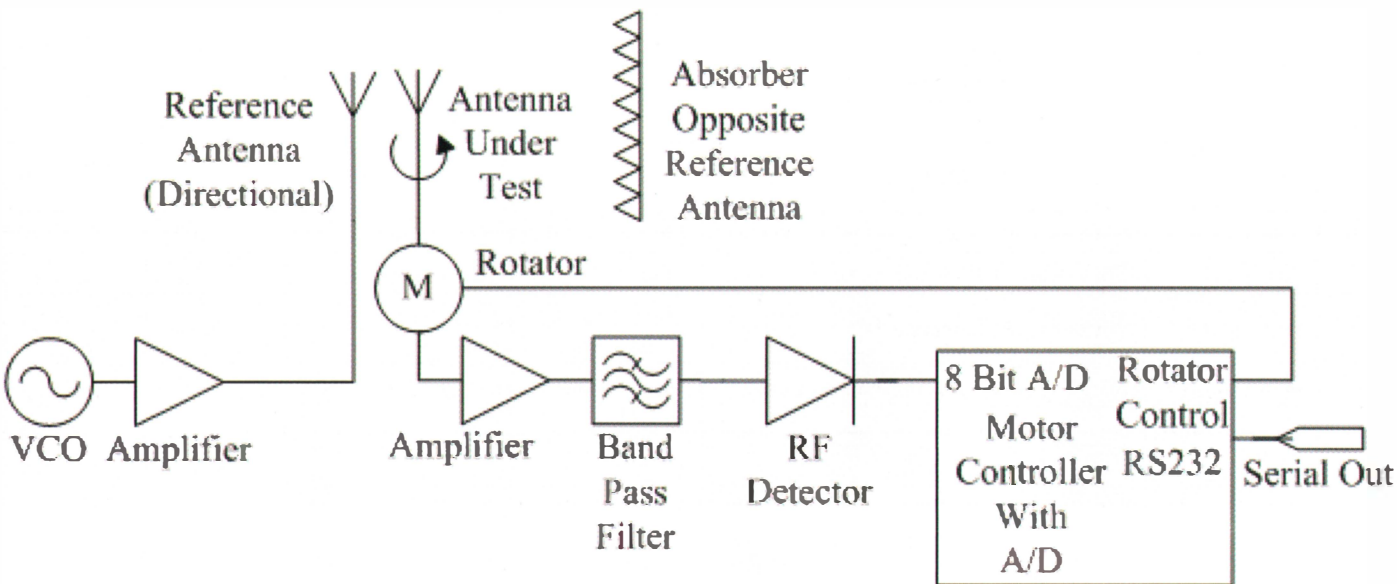 Reference
Antenna
(Directional)
Antenna
Under
Test
Absorber
Opposite
Reference
Antenna
M
Rotator
VCO
Amplifier
Amplifier
Band
Pass
Filter
RF
Detector
8 Bit A/D
Motor
Controller
With
A/D
Rotator
Control
RS232
Serial Out